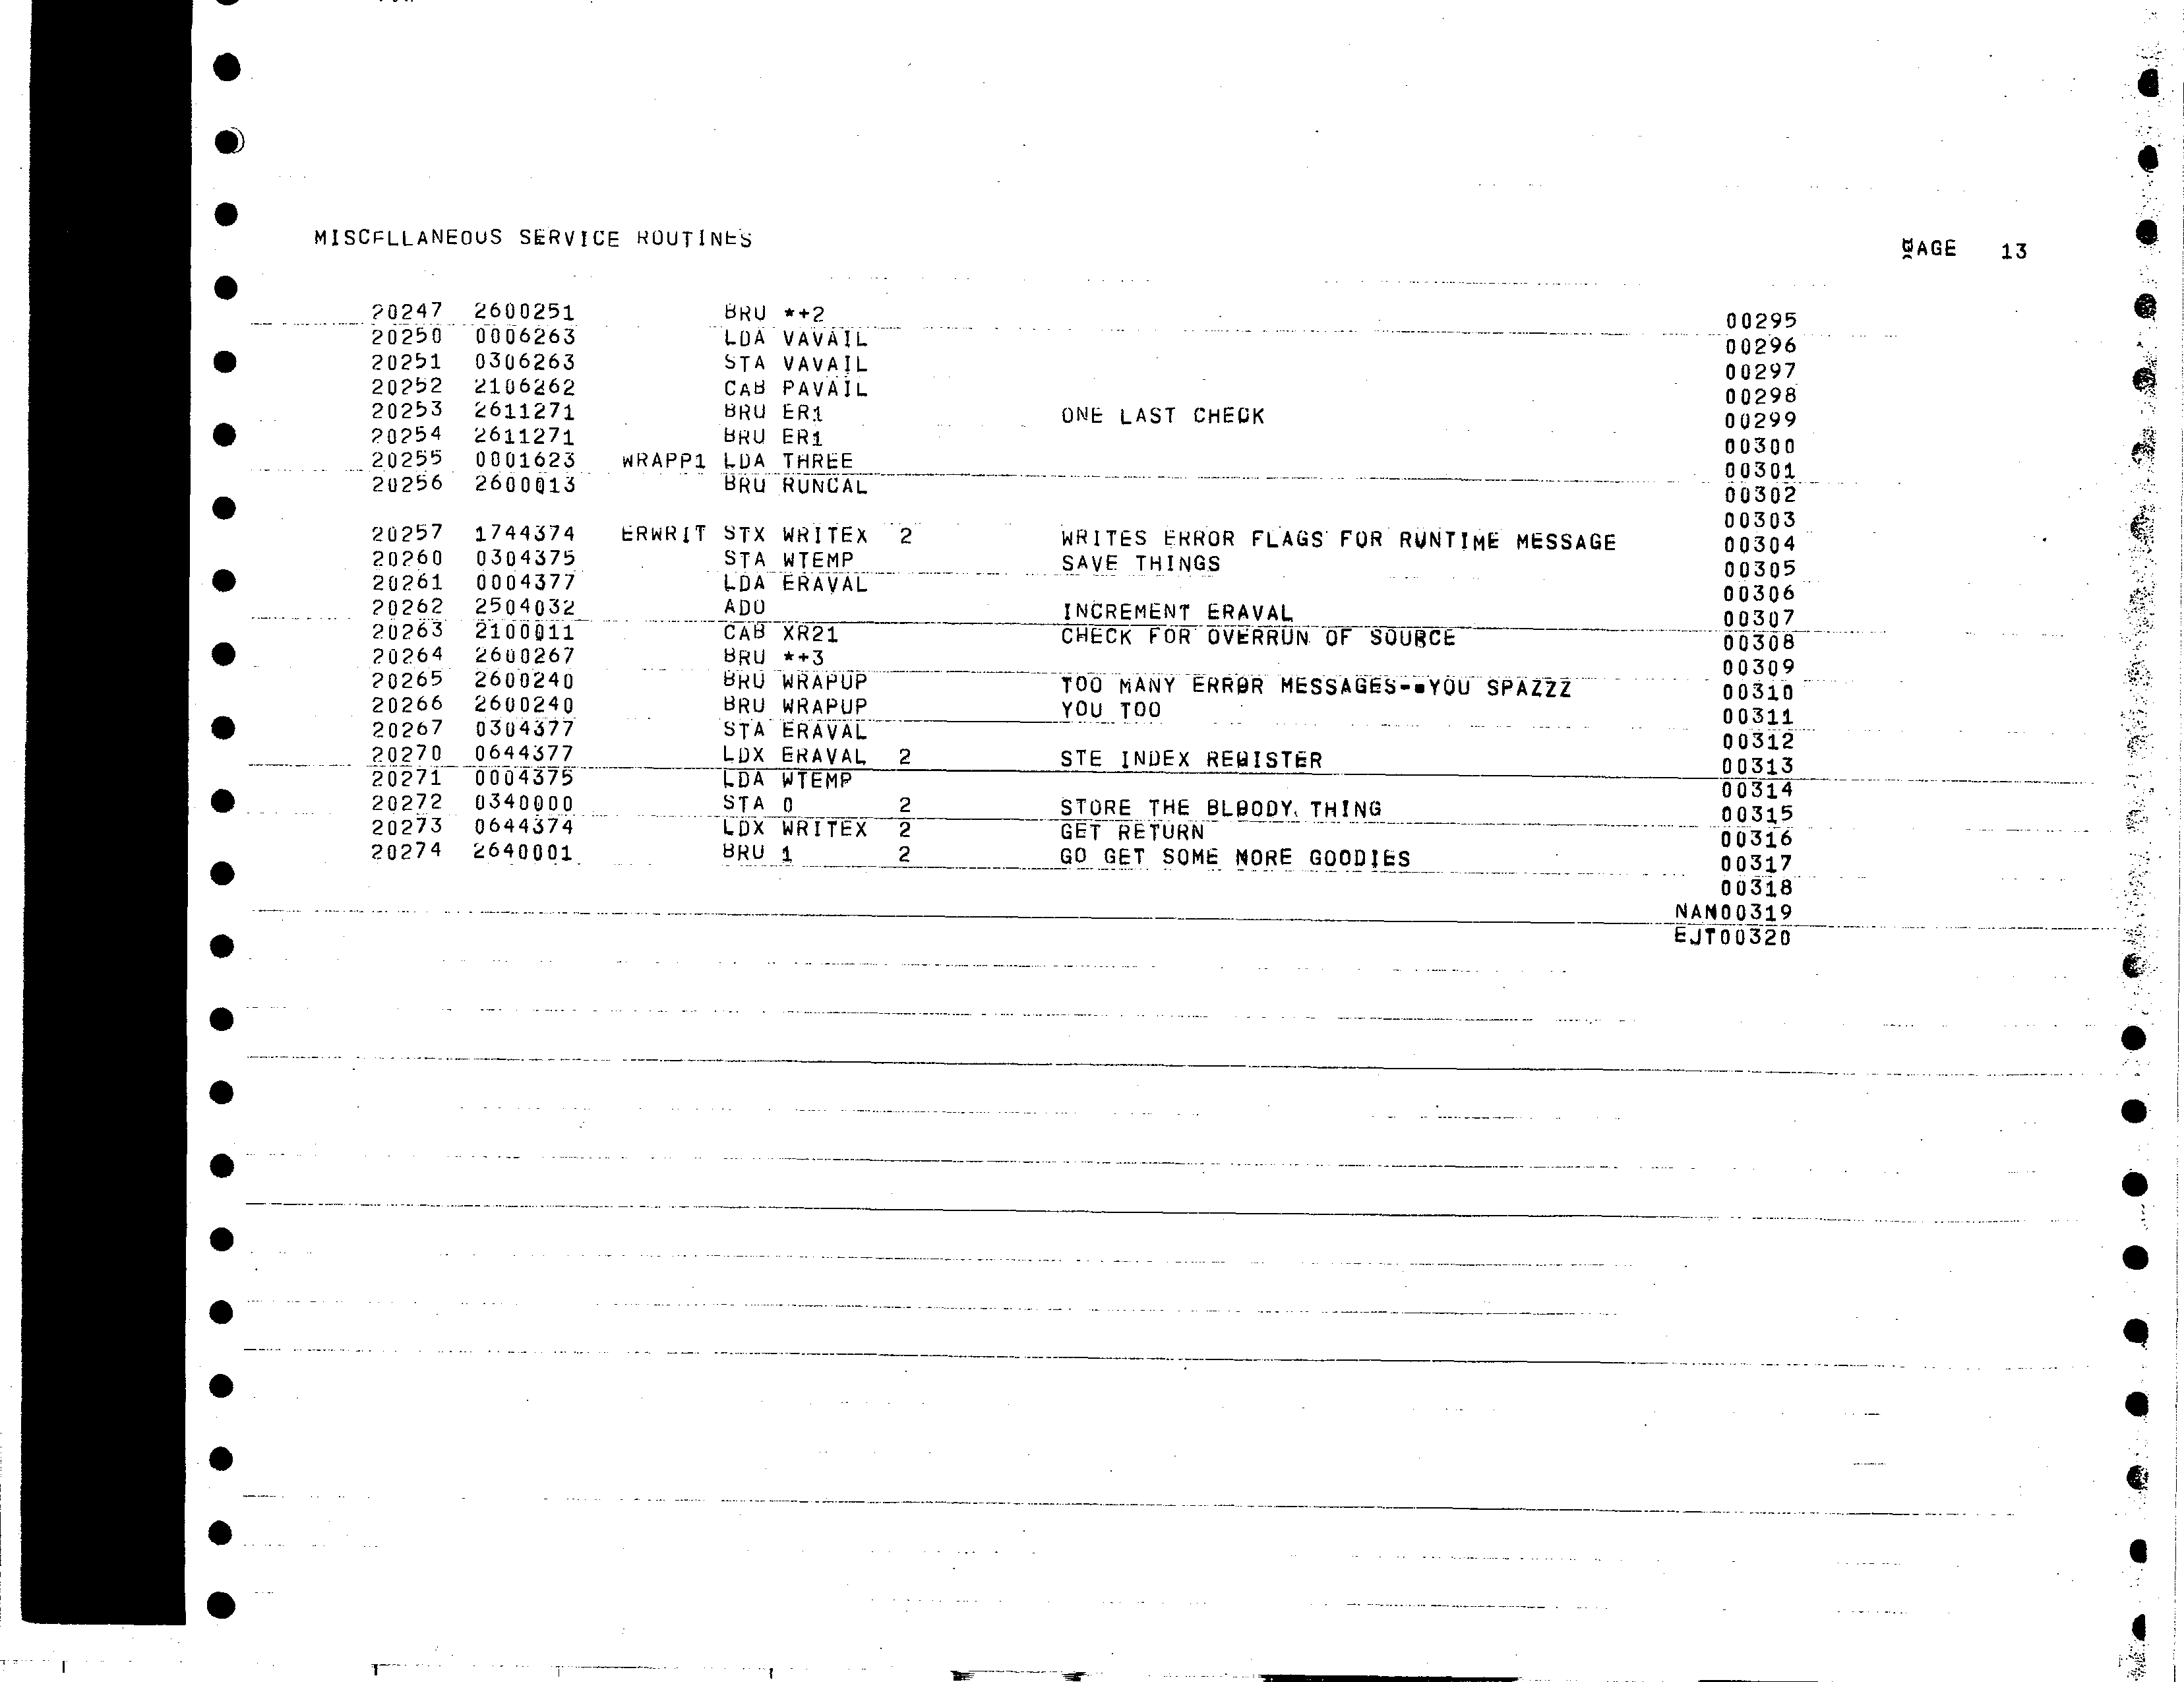 MISCELLANEOUS SERVICE ROUTINES PAGE 13
20247 2600251 BRU *+2 00295
20250 0006263 LDA VAVAIL 00296
20251 0306263 STA VAVAIL 00297
20252 2106262 CAB PAVAIL 00298
20253 2611271 BRU ER1 ONE LAST CHECK 00299
20254 2611271 BRU ER1 00300
20255 0001623 WRAPP1 LDA THREE 00301
20256 2600013 BRU RUNCAL 00302
00303
20257 1744374 ERWRIT STX WRITEX 2 WRITES ERROR FLAGS FOR RUNTIME MESSAGE 00304
20260 0304375 STA WTEMP SAVE THINGS 00305
20261 0004377 LDA ERAVAL 00306
20262 2504032 ADO INCREMENT ERAVAL 00307
20263 2100011 CAB XR21 CHECK FOR OVERRUN OF SOURCE 00308
20264 2600267 BRU *+3 00309
20265 2600240 BRU WRAPUP TOO MANY ERROR MESSAGES--YOU SPAZZZ 00310
20266 2600240 BRU WRAPUP YOU TOO 00311
20267 0304377 STA ERAVAL 00312
20270 0644377 LDX ERAVAL 2 STE INDEX REGISTER 00313
20271 0004375 LDA WTEMP 00314
20272 0340000 STA 0 2 STORE THE BLOODY THING 00315
20273 0644374 LDX WRITEX 2 GET RETURN 00316
20274 2640001 BRU 1 2 GO GET SOME MORE GOODIES 00317
00318
NAM00319
EJT00320